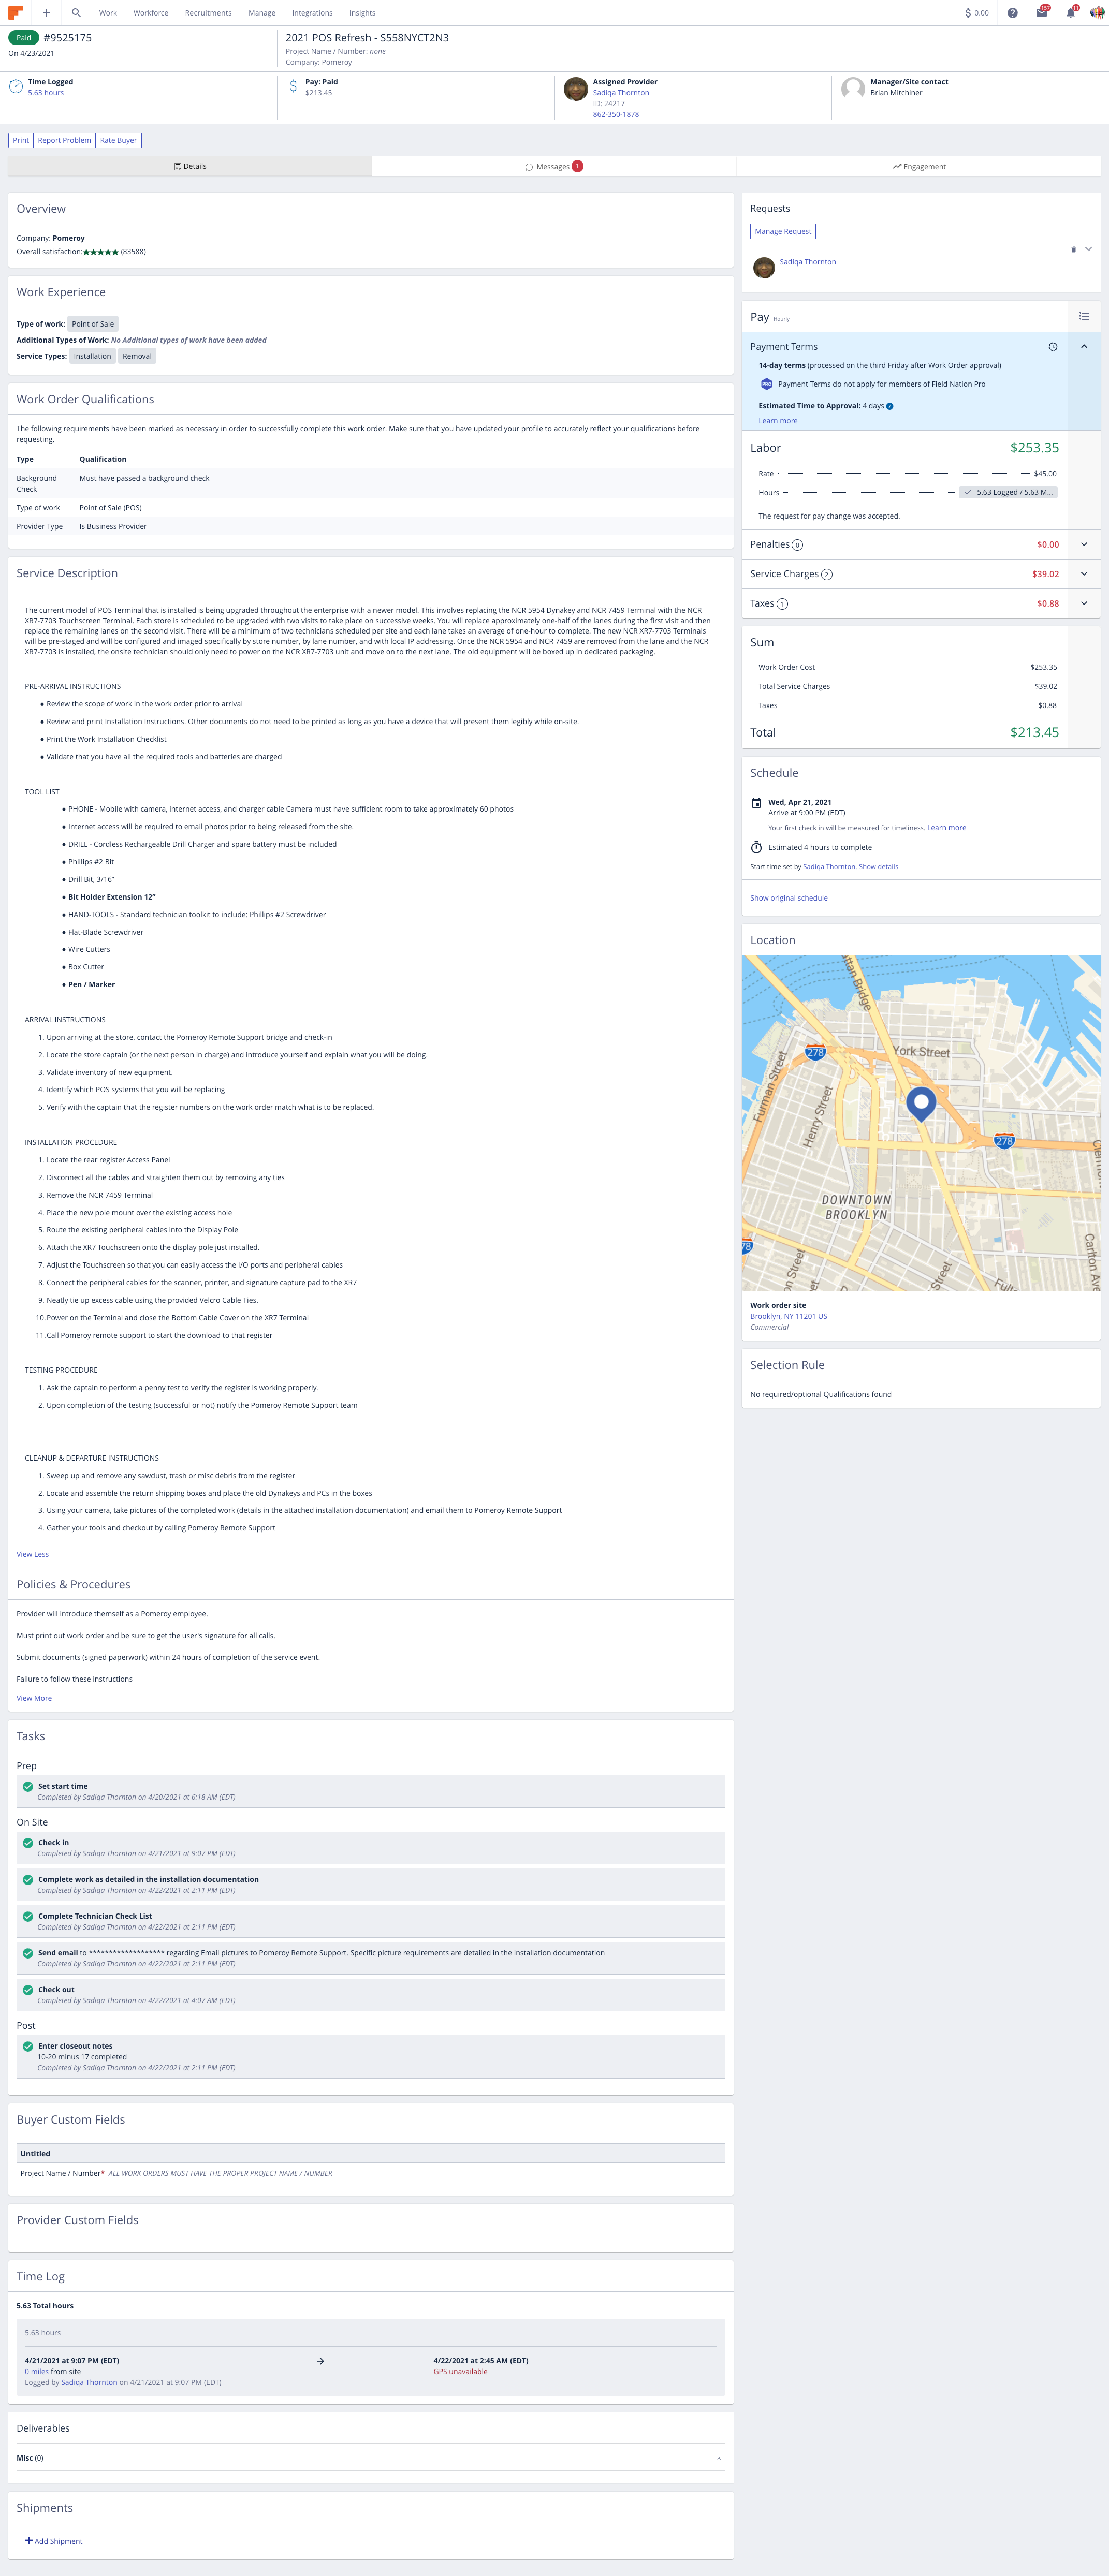 Work Workforce Recruitments Manage Integrations Insights
$ 0.00
Paid #9525175
On 4/23/2021
2021 POS Refresh - S558NYCT2N3
Project Name / Number: none
Company: Pomeroy
Time Logged
5.63 hours
Pay: Paid
$213.45
Assigned Provider
Sadiqa Thornton
ID: 24217
862-350-1878
Manager/Site contact
Brian Mitchiner
Print Report Problem Rate Buyer
Details
Messages 1
Engagement
Overview
Company: Pomeroy
Overall satisfaction: (83588)
Work Experience
Type of work: Point of Sale
Additional Types of Work: No Additional types of work have been added
Service Types: Installation Removal
Work Order Qualifications
The following requirements have been marked as necessary in order to successfully complete this work order. Make sure that you have updated your profile to accurately reflect your qualifications before
requesting.
Type Qualification
Background
Check
Must have passed a background check
Type of work Point of Sale (POS)
Provider Type Is Business Provider
Service Description
The current model of POS Terminal that is installed is being upgraded throughout the enterprise with a newer model. This involves replacing the NCR 5954 Dynakey and NCR 7459 Terminal with the NCR
XR7-7703 Touchscreen Terminal. Each store is scheduled to be upgraded with two visits to take place on successive weeks. You will replace approximately one-half of the lanes during the first visit and then
replace the remaining lanes on the second visit. There will be a minimum of two technicians scheduled per site and each lane takes an average of one-hour to complete. The new NCR XR7-7703 Terminals
will be pre-staged and will be configured and imaged specifically by store number, by lane number, and with local IP addressing. Once the NCR 5954 and NCR 7459 are removed from the lane and the NCR
XR7-7703 is installed, the onsite technician should only need to power on the NCR XR7-7703 unit and move on to the next lane. The old equipment will be boxed up in dedicated packaging.
PRE-ARRIVAL INSTRUCTIONS
● Review the scope of work in the work order prior to arrival
● Review and print Installation Instructions. Other documents do not need to be printed as long as you have a device that will present them legibly while on-site.
● Print the Work Installation Checklist
● Validate that you have all the required tools and batteries are charged
TOOL LIST
● PHONE - Mobile with camera, internet access, and charger cable Camera must have sufficient room to take approximately 60 photos
● Internet access will be required to email photos prior to being released from the site.
● DRILL - Cordless Rechargeable Drill Charger and spare battery must be included
● Phillips #2 Bit
● Drill Bit, 3/16"
● Bit Holder Extension 12"
● HAND-TOOLS - Standard technician toolkit to include: Phillips #2 Screwdriver
● Flat-Blade Screwdriver
● Wire Cutters
● Box Cutter
● Pen / Marker
ARRIVAL INSTRUCTIONS
1. Upon arriving at the store, contact the Pomeroy Remote Support bridge and check-in
2. Locate the store captain (or the next person in charge) and introduce yourself and explain what you will be doing.
3. Validate inventory of new equipment.
4. Identify which POS systems that you will be replacing
5. Verify with the captain that the register numbers on the work order match what is to be replaced.
INSTALLATION PROCEDURE
1. Locate the rear register Access Panel
2. Disconnect all the cables and straighten them out by removing any ties
3. Remove the NCR 7459 Terminal
4. Place the new pole mount over the existing access hole
5. Route the existing peripheral cables into the Display Pole
6. Attach the XR7 Touchscreen onto the display pole just installed.
7. Adjust the Touchscreen so that you can easily access the I/O ports and peripheral cables
8. Connect the peripheral cables for the scanner, printer, and signature capture pad to the XR7
9. Neatly tie up excess cable using the provided Velcro Cable Ties.
10. Power on the Terminal and close the Bottom Cable Cover on the XR7 Terminal
11. Call Pomeroy remote support to start the download to that register
TESTING PROCEDURE
1. Ask the captain to perform a penny test to verify the register is working properly.
2. Upon completion of the testing (successful or not) notify the Pomeroy Remote Support team
CLEANUP & DEPARTURE INSTRUCTIONS
1. Sweep up and remove any sawdust, trash or misc debris from the register
2. Locate and assemble the return shipping boxes and place the old Dynakeys and PCs in the boxes
3. Using your camera, take pictures of the completed work (details in the attached installation documentation) and email them to Pomeroy Remote Support
4. Gather your tools and checkout by calling Pomeroy Remote Support
View Less
Policies & Procedures
Provider will introduce themself as a Pomeroy employee.
Must print out work order and be sure to get the user's signature for all calls.
Submit documents (signed paperwork) within 24 hours of completion of the service event.
Failure to follow these instructions
View More
Tasks
Prep
Set start time
Completed by Sadiqa Thornton on 4/20/2021 at 6:18 AM (EDT)
On Site
Check in
Completed by Sadiqa Thornton on 4/21/2021 at 9:07 PM (EDT)
Complete work as detailed in the installation documentation
Completed by Sadiqa Thornton on 4/22/2021 at 2:11 PM (EDT)
Complete Technician Check List
Completed by Sadiqa Thornton on 4/22/2021 at 2:11 PM (EDT)
Send email to ******************* regarding Email pictures to Pomeroy Remote Support. Specific picture requirements are detailed in the installation documentation
Completed by Sadiqa Thornton on 4/22/2021 at 2:11 PM (EDT)
Check out
Completed by Sadiqa Thornton on 4/22/2021 at 4:07 AM (EDT)
Post
Enter closeout notes
10-20 minus 17 completed
Completed by Sadiqa Thornton on 4/22/2021 at 2:11 PM (EDT)
Buyer Custom Fields
Untitled
Project Name / Number* ALL WORK ORDERS MUST HAVE THE PROPER PROJECT NAME / NUMBER
Provider Custom Fields
Time Log
5.63 Total hours
5.63 hours
4/21/2021 at 9:07 PM (EDT)
0 miles from site
Logged by Sadiqa Thornton on 4/21/2021 at 9:07 PM (EDT)
4/22/2021 at 2:45 AM (EDT)
GPS unavailable
Deliverables
Misc (0)
Shipments
Add Shipment
Requests
Manage Request
Sadiqa Thornton
Pay Hourly
Payment Terms
14-day terms (processed on the third Friday after Work Order approval)
PRO Payment Terms do not apply for members of Field Nation Pro
Estimated Time to Approval: 4 days
Learn more
Labor $253.35
Rate $45.00
Hours 5.63 Logged / 5.63 M...
The request for pay change was accepted.
Penalties 0 $0.00
Service Charges 2 $39.02
Taxes 1 $0.88
Sum
Work Order Cost $253.35
Total Service Charges $39.02
Taxes $0.88
Total $213.45
Schedule
Wed, Apr 21, 2021
Arrive at 9:00 PM (EDT)
Your first check in will be measured for timeliness. Learn more
Estimated 4 hours to complete
Start time set by Sadiqa Thornton. Show details
Show original schedule
Location
ttan Bridge
278
York Street
Furman Street
Henry Street
278
DOWNTOWN
BROOKLYN
78
on Street
Street
Fult
Carlton Ave
Work order site
Brooklyn, NY 11201 US
Commercial
Selection Rule
No required/optional Qualifications found